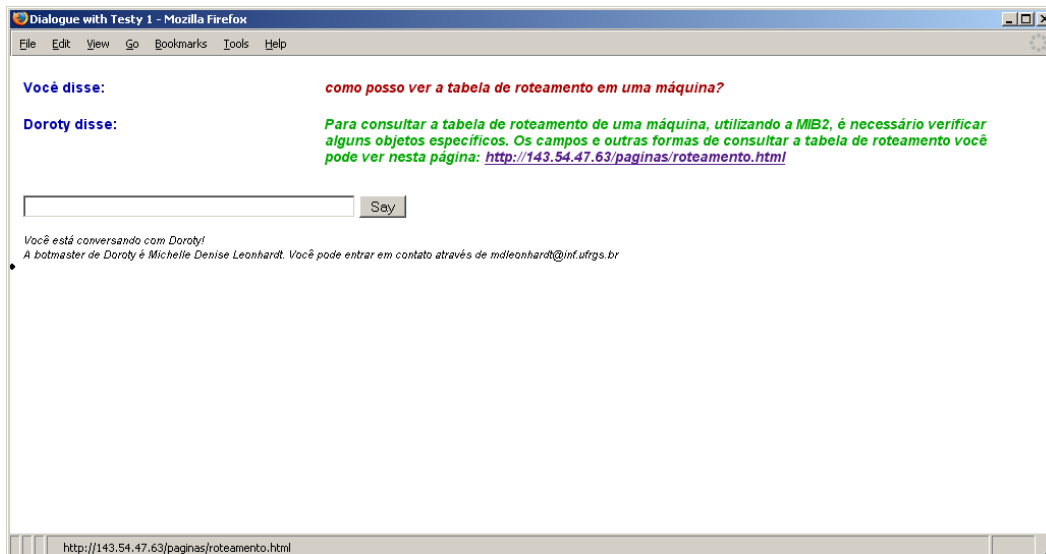 Dialogue with Testy 1 - Mozilla Firefox
File Edit View Go Bookmarks Tools Help
Você disse: como posso ver a tabela de roteamento em uma máquina?
Doroty disse: Para consultar a tabela de roteamento de uma máquina, utilizando a MIB2, é necessário verificar
alguns objetos específicos. Os campos e outras formas de consultar a tabela de roteamento você
pode ver nesta página: http://143.54.47.63/paginas/roteamento.html
Say
Você está conversando com Doroty!
A botmaster de Doroty é Michelle Denise Leonhardt. Você pode entrar em contato através de mdleonhardt@inf.ufrgs.br
http://143.54.47.63/paginas/roteamento.html